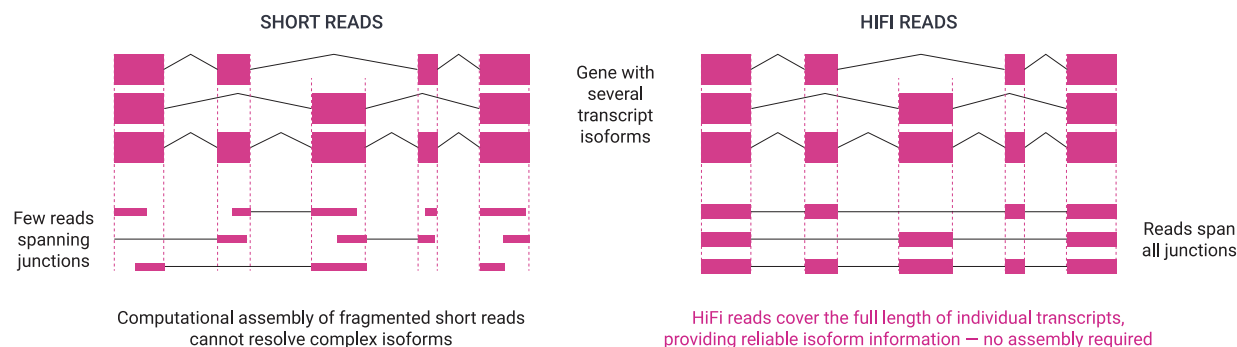 SHORT READS
HIFI READS
Gene with
several
transcript
isoforms
Few reads
spanning
junctions
Reads span
all junctions
Computational assembly of fragmented short reads
cannot resolve complex isoforms
HiFi reads cover the full length of individual transcripts,
providing reliable isoform information — no assembly required